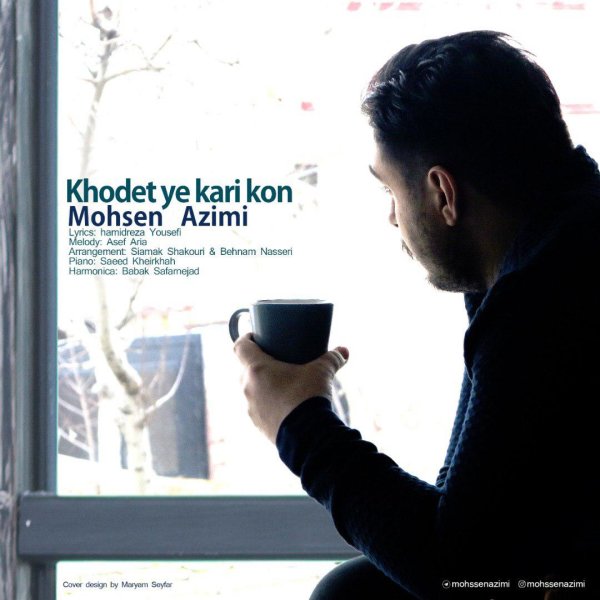 Khodet ye kari kon
Mohsen Azimi
Lyrics: hamidreza Yousefi
Melody: Asef Aria
Arrangement: Siamak Shakouri & Behnam Nasseri
Piano: Saeed Kheirkhah
Harmonica: Babak Safarnejad
Cover design by Maryam Seyfar
mohssenazimi mohssenazimi